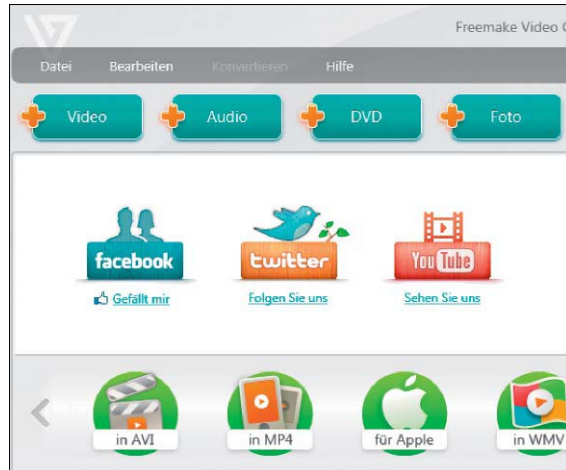 Freemake Video
Datei Bearbeiten Konvertieren Hilfe
Video Audio DVD Foto
facebook twitter You Tube
Gefällt mir Folgen Sie uns Sehen Sie uns
in AVI in MP4 für Apple in WMV